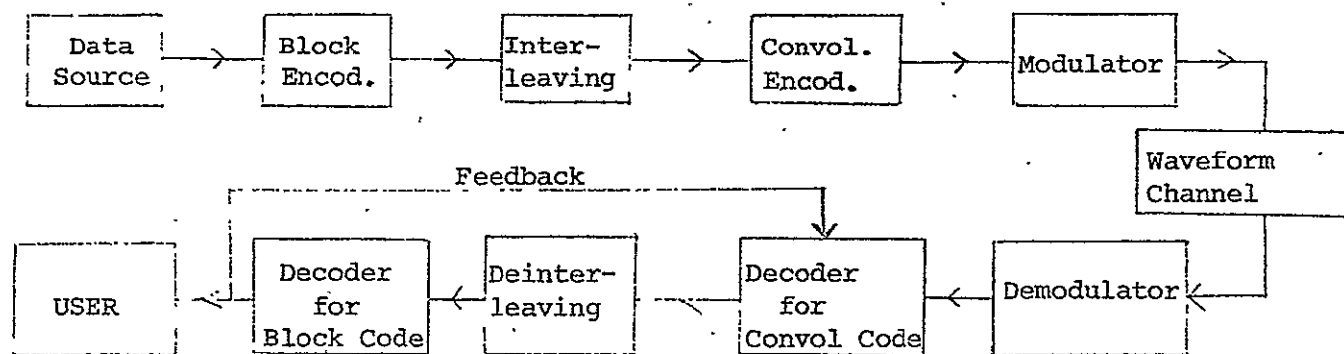 Data
Source
Block
Encod.
Inter-
leaving
Convol.
Encod.
Modulator
Waveform
Channel
Feedback
USER
Decoder
for
Block Code
Deinter-
leaving
Decoder
for
Convol Code
Demodulator